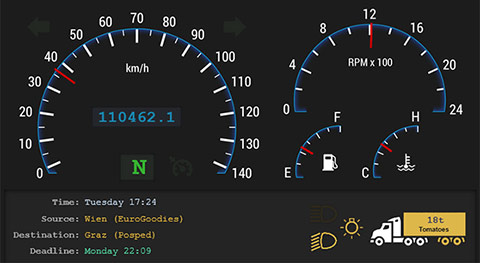 0 10 20 30 40 50 60 70 80 90 100 110 120 130 140
km/h
110462.1
N
0 4 8 12 16 20 24
RPM x 100
E F
C H
Time: Tuesday 17:24
Source: Wien (EuroGoodies)
Destination: Graz (Posped)
Deadline: Monday 22:09
18t
Tomatoes